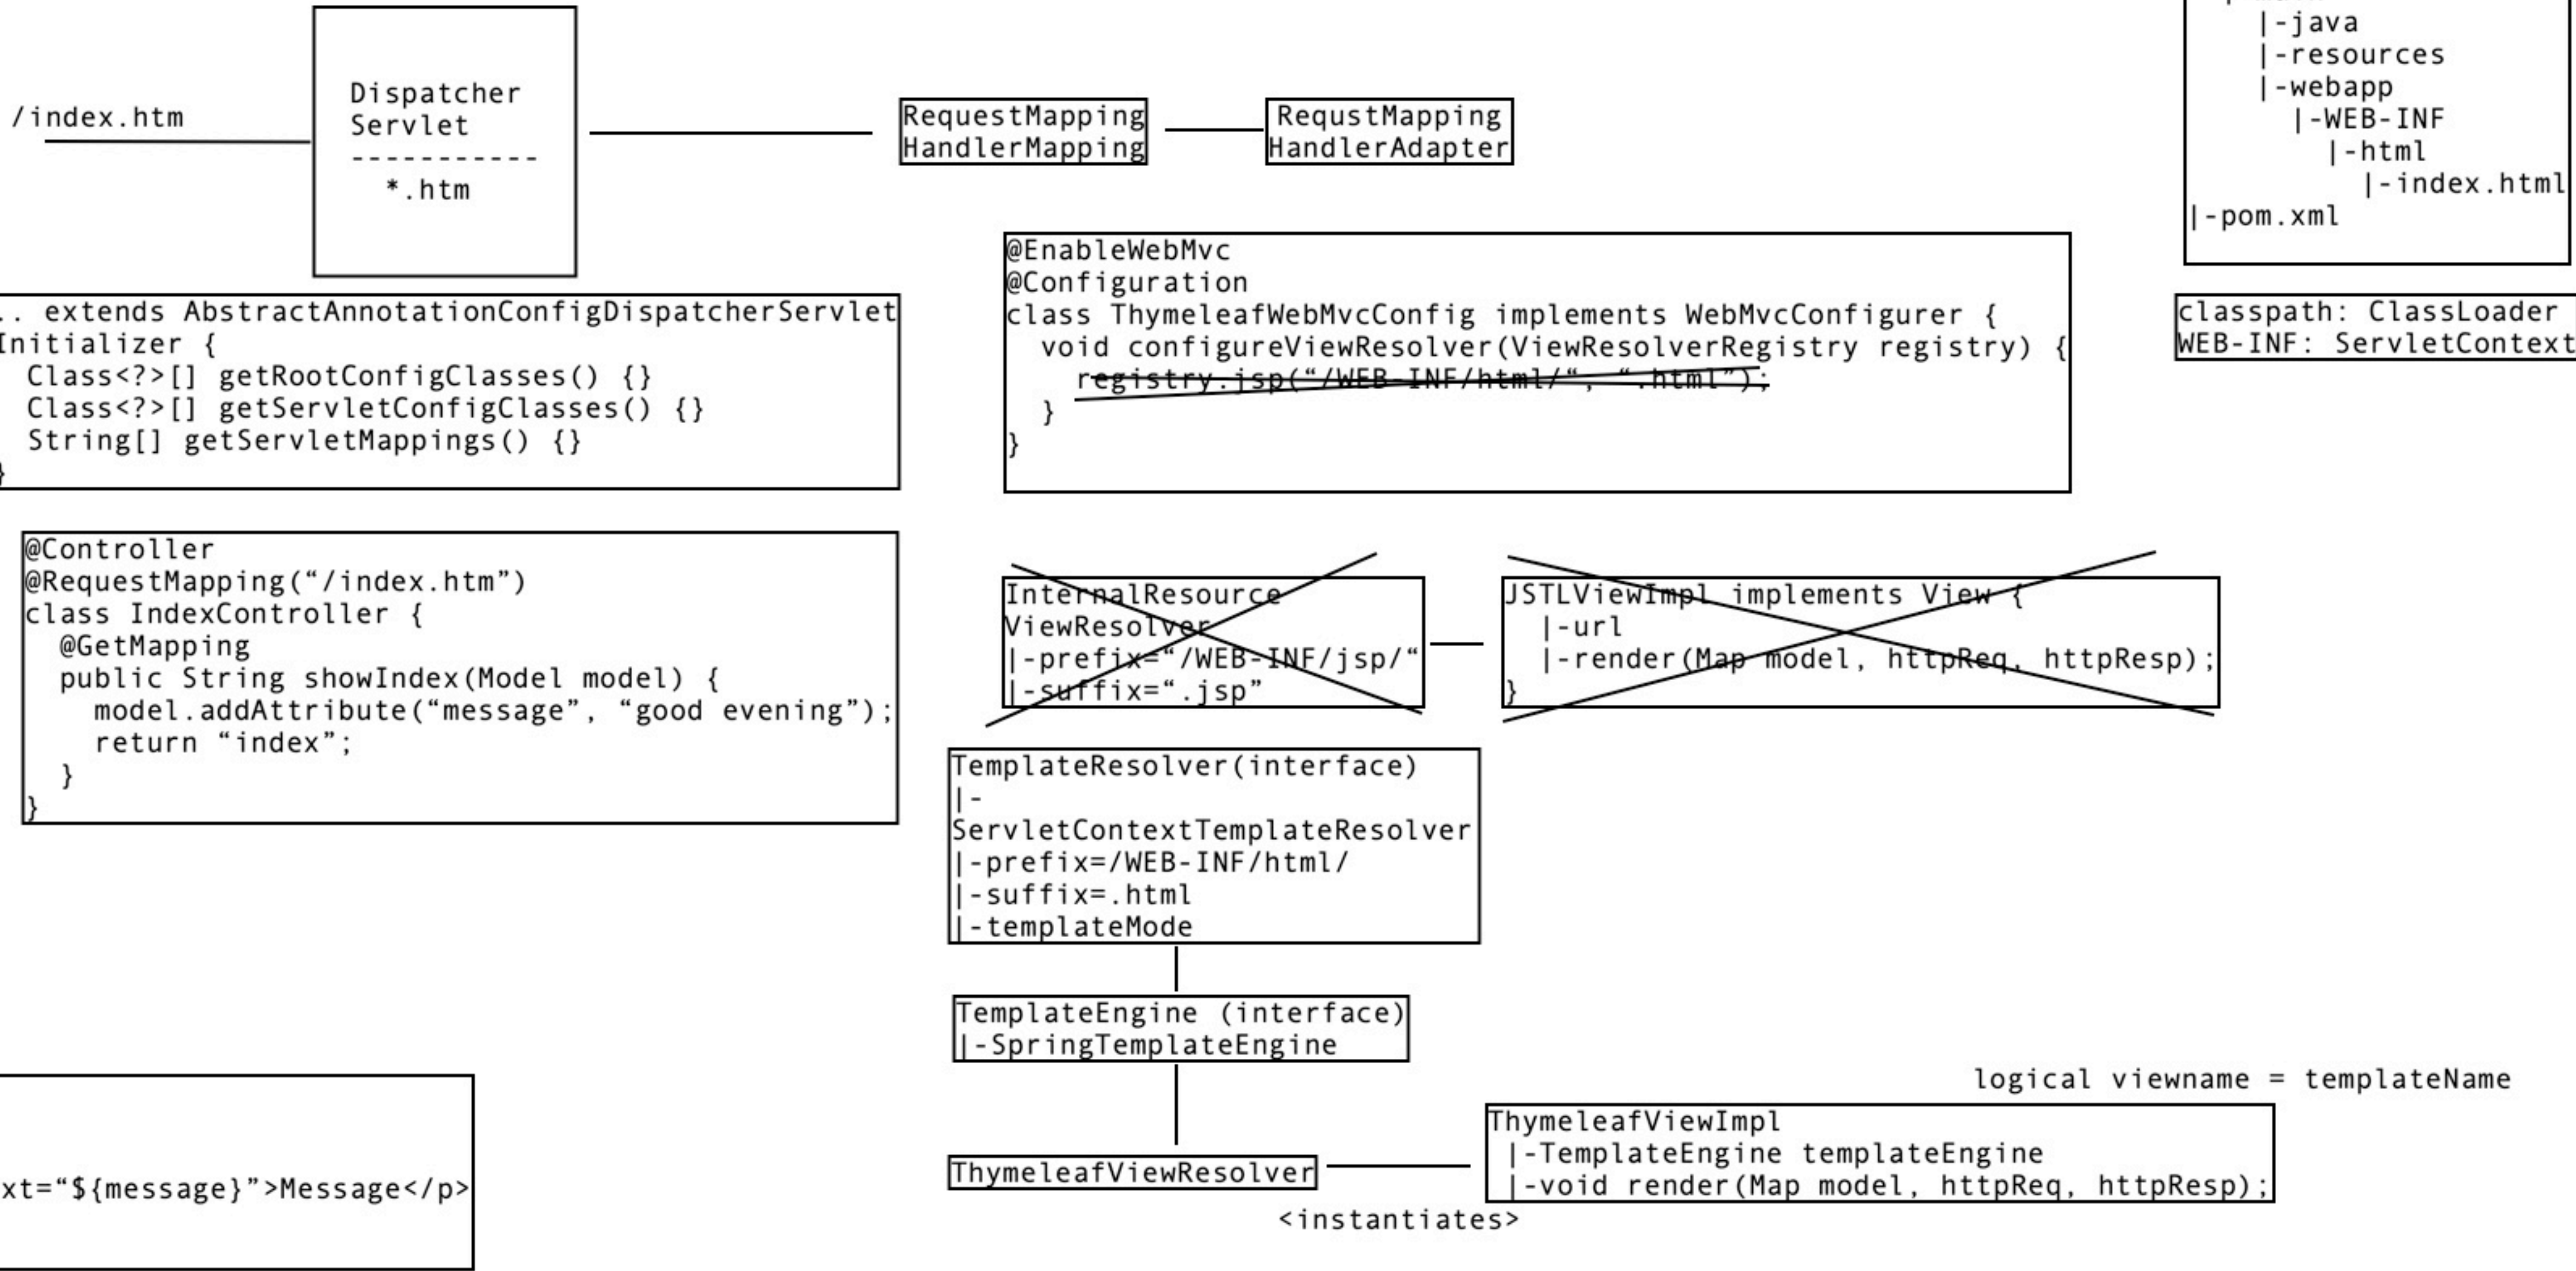 /index.htm
Dispatcher
Servlet
-----------
*.htm
RequestMapping
HandlerMapping
RequstMapping
HandlerAdapter
|-java
|-resources
|-webapp
|-WEB-INF
|-html
|-index.html
|-pom.xml
classpath: ClassLoader
WEB-INF: ServletContext
.. extends AbstractAnnotationConfigDispatcherServlet
Initializer {
Class<?>[] getRootConfigClasses() {}
Class<?>[] getServletConfigClasses() {}
String[] getServletMappings() {}
}
@EnableWebMvc
@Configuration
class ThymeleafWebMvcConfig implements WebMvcConfigurer {
void configureViewResolver(ViewResolverRegistry registry) {
registry.jsp(“/WEB-INF/html/“, “.html”);
}
}
@Controller
@RequestMapping(“/index.htm”)
class IndexController {
@GetMapping
public String showIndex(Model model) {
model.addAttribute(“message”, “good evening”);
return “index”;
}
}
InternalResource
ViewResolver
|-prefix=“/WEB-INF/jsp/“
|-suffix=“.jsp”
JSTLViewImpl implements View {
|-url
|-render(Map model, httpReq, httpResp);
}
TemplateResolver(interface)
|-
ServletContextTemplateResolver
|-prefix=/WEB-INF/html/
|-suffix=.html
|-templateMode
TemplateEngine (interface)
|-SpringTemplateEngine
ThymeleafViewResolver
<instantiates>
logical viewname = templateName
ThymeleafViewImpl
|-TemplateEngine templateEngine
|-void render(Map model, httpReq, httpResp);
xt=“${message}”>Message</p>